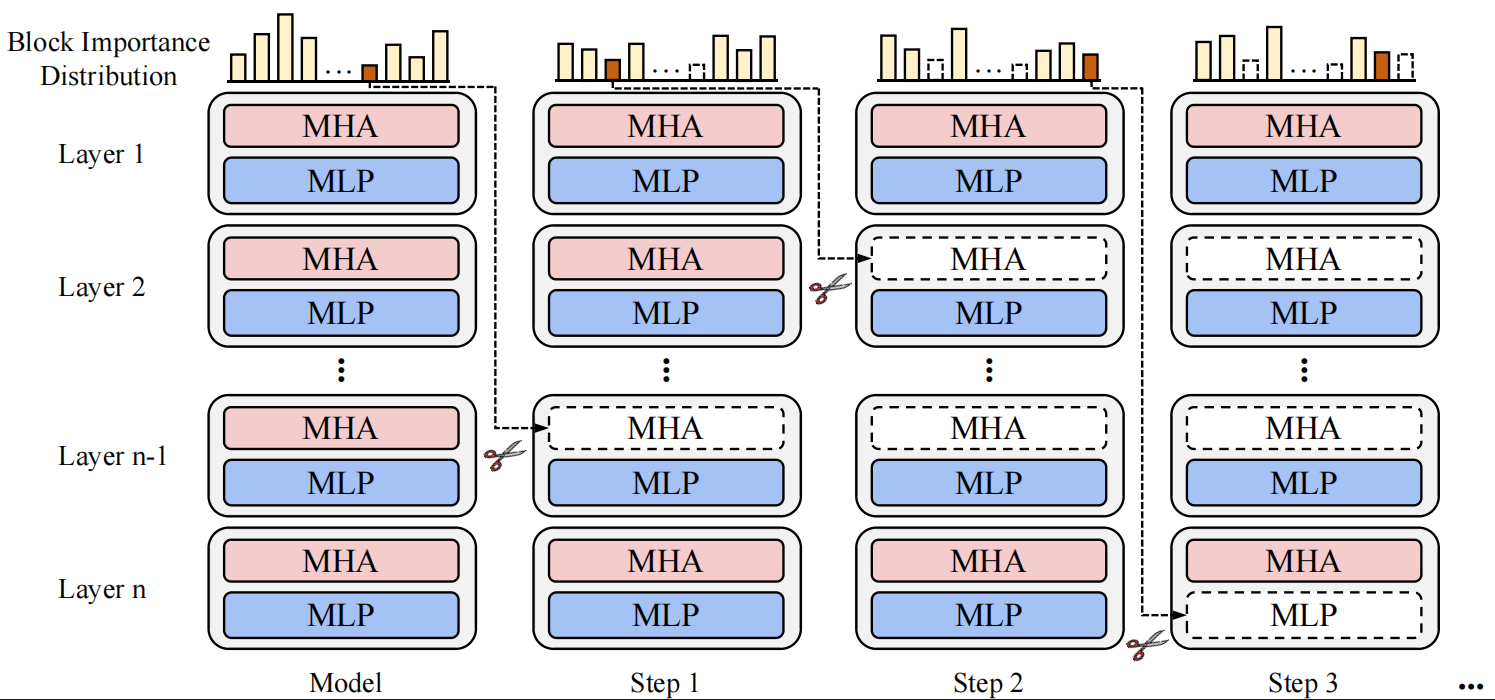 Block Importance
Distribution
... ... ... ...
Layer 1
MHA MHA MHA MHA
MLP MLP MLP MLP
Layer 2
MHA MHA MHA MHA
MLP MLP MLP MLP
Layer n-1
MHA MHA MHA MHA
MLP MLP MLP MLP
Layer n
MHA MHA MHA MHA
MLP MLP MLP MLP
Model Step 1 Step 2 Step 3 ...